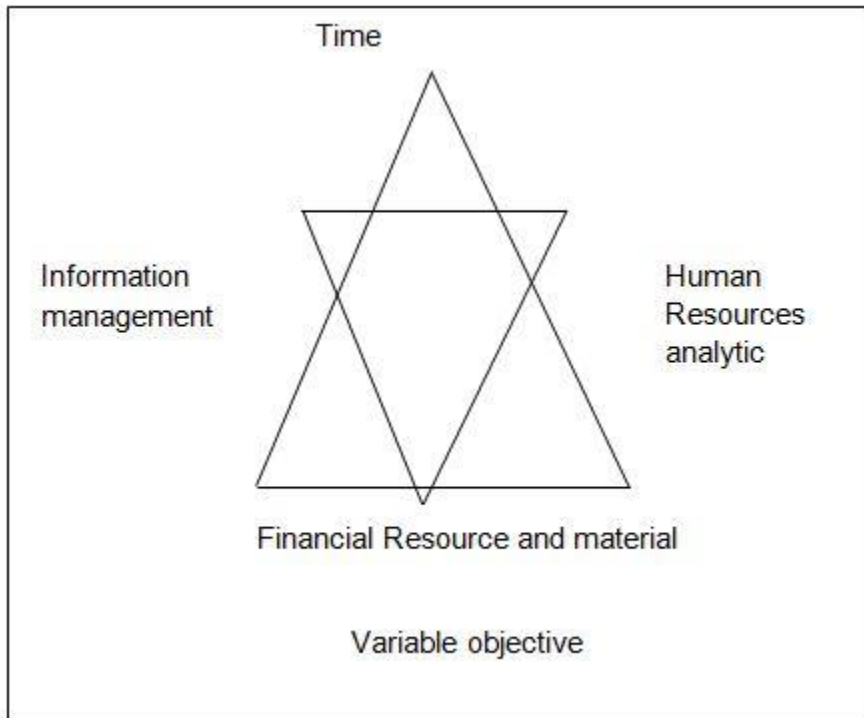 Time
Information
management
Human
Resources
analytic
Financial Resource and material
Variable objective